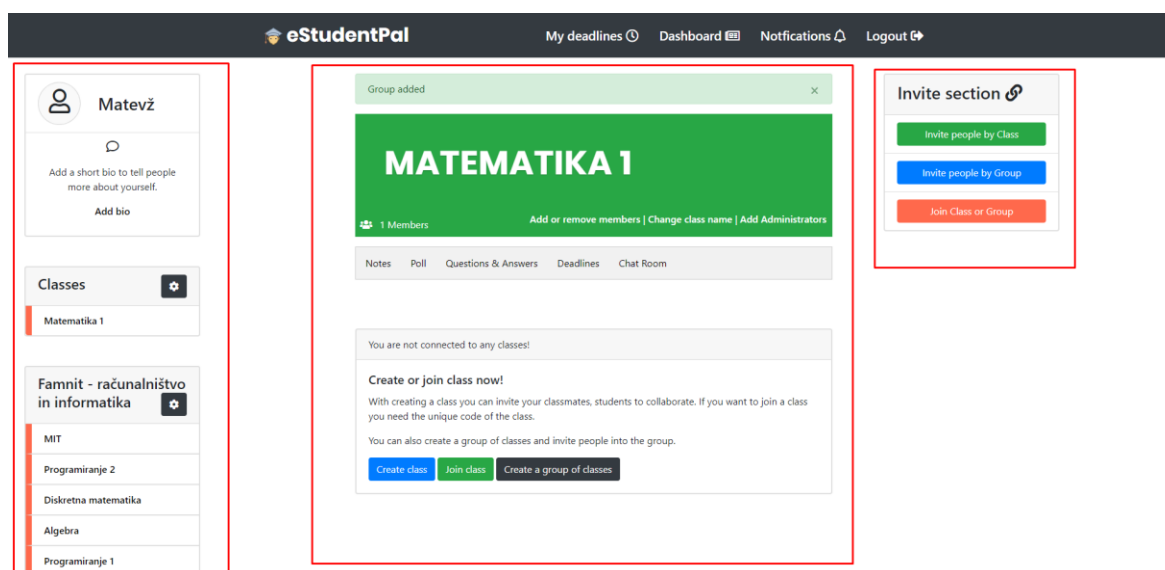 eStudentPal
My deadlines Dashboard Notfications Logout
Matevž
Add a short bio to tell people
more about yourself.
Add bio
Classes
Matematika 1
Famnit - računalništvo
in informatika
MIT
Programiranje 2
Diskretna matematika
Algebra
Programiranje 1
Group added ×
MATEMATIKA 1
1 Members
Add or remove members | Change class name | Add Administrators
Notes Poll Questions & Answers Deadlines Chat Room
You are not connected to any classes!
Create or join class now!
With creating a class you can invite your classmates, students to collaborate. If you want to join a class
you need the unique code of the class.
You can also create a group of classes and invite people into the group.
Create class Join class Create a group of classes
Invite section
Invite people by Class
Invite people by Group
Join Class or Group